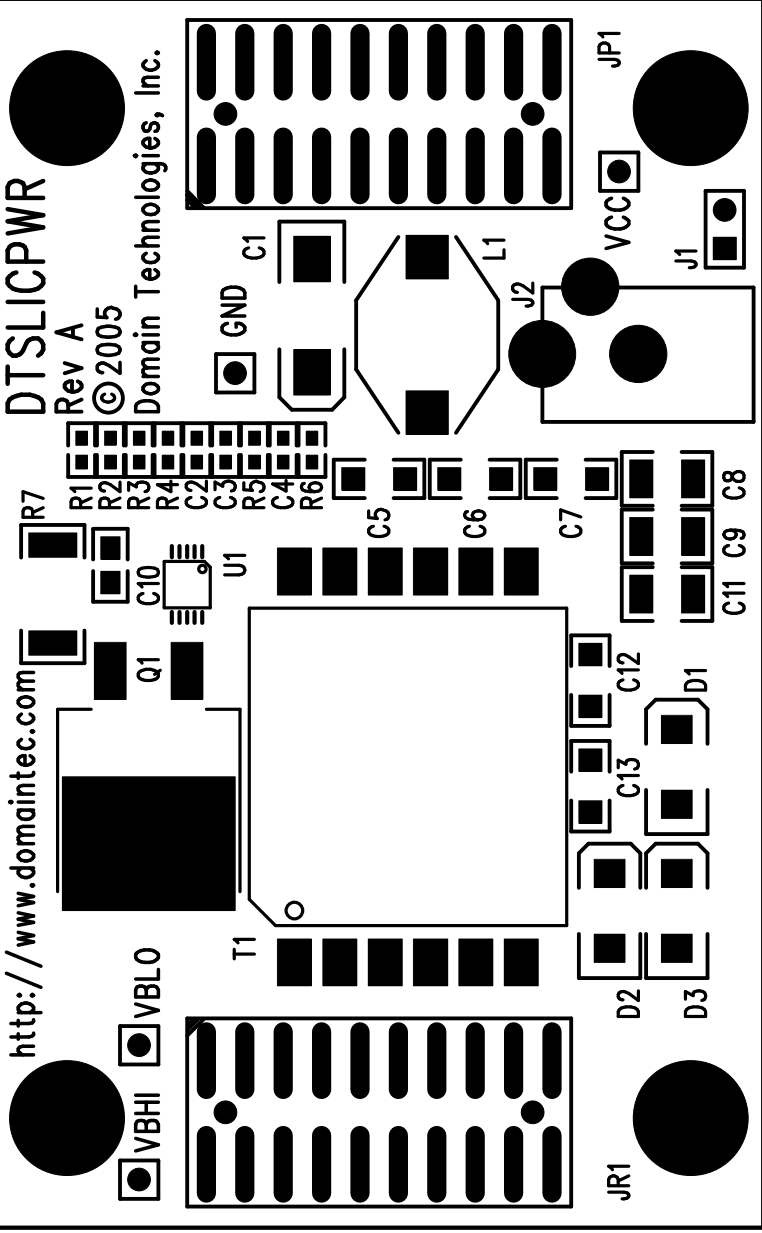 DTSLICPWR
Rev A
©2005
Domain Technologies, Inc.
http://www.domaintec.com
JP1
VCC
J1
J2
L1
C1
GND
R1
R2
R3
R4
C2
C3
R5
C4
R6
R7
C10
U1
C5
C6
C7
C8
C9
C11
Q1
C12
C13
D1
T1
D2
D3
VBLO
VBHI
JR1